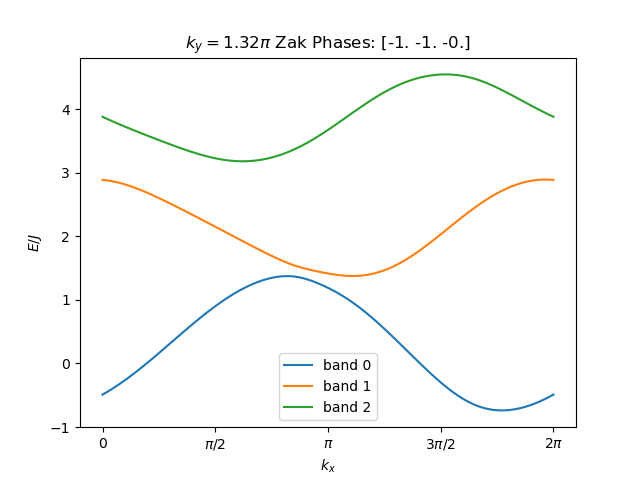 $k_y = 1.32\pi$ Zak Phases: [-1. -1. -0.]
E/J
4
3
2
1
0
−1
band 0
band 1
band 2
0
π/2
π
3π/2
2π
$k_x$